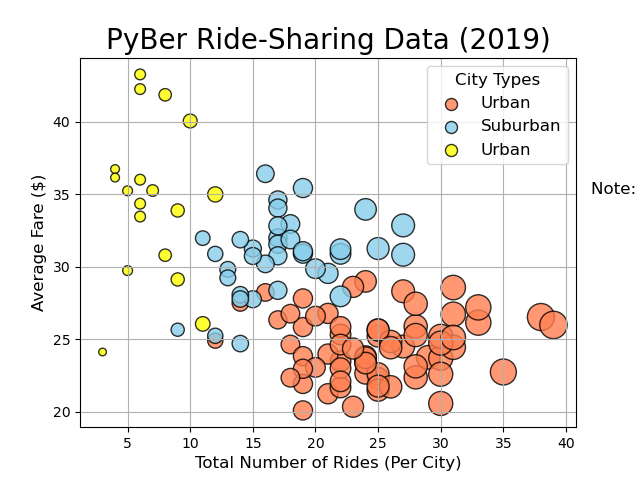 PyBer Ride-Sharing Data (2019)
City Types
Urban
Suburban
Urban
Note:
Average Fare ($)
40
35
30
25
20
5 10 15 20 25 30 35 40
Total Number of Rides (Per City)